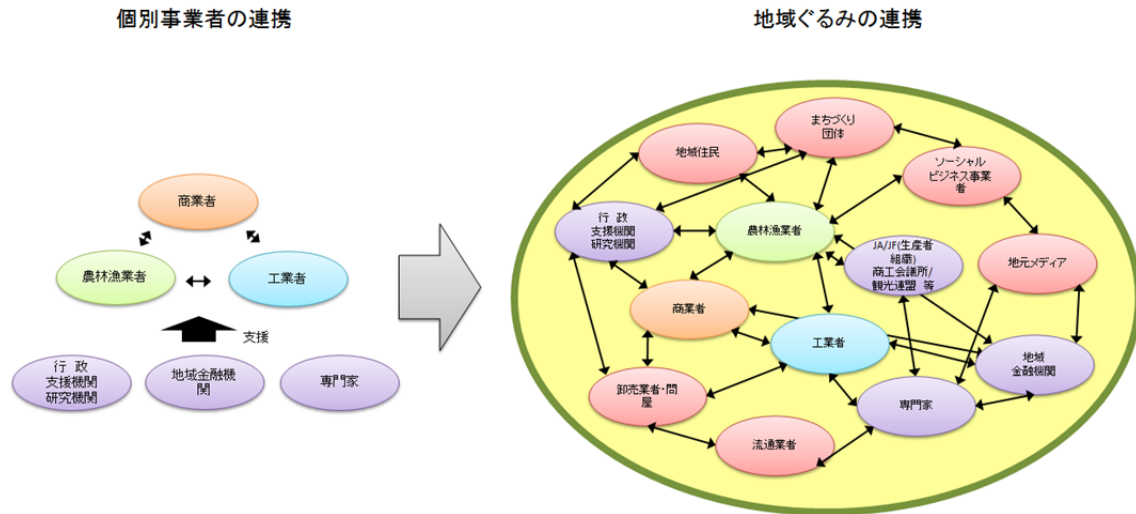 個別事業者の連携
地域ぐるみの連携
商業者
農林漁業者
工業者
支援
行 政
支援機関
研究機関
地域金融機
関
専門家
まちづくり
団体
地域住民
ソーシャル
ビジネス事業
者
行 政
支援機関
研究機関
農林漁業者
JA/JF(生産者
組織)
商工会議所/
観光連盟 等
地元メディア
商業者
工業者
地域
金融機関
卸売業者・問
屋
専門家
流通業者